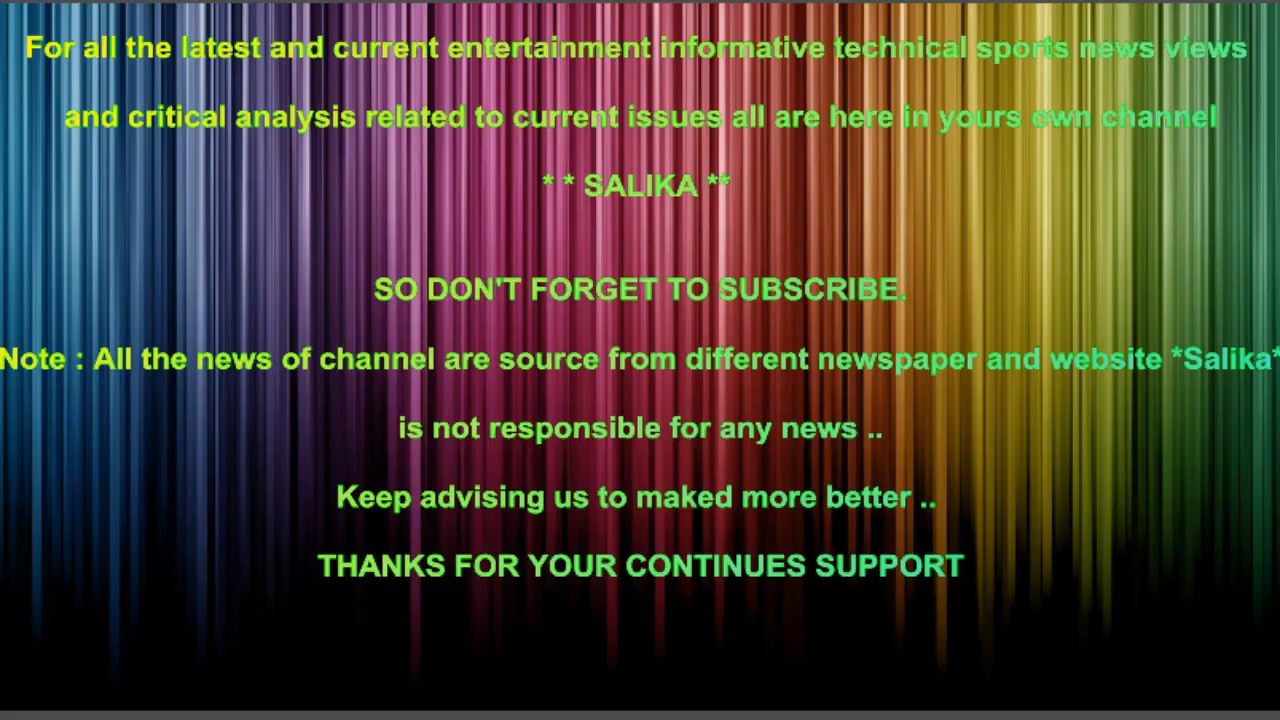 For all the latest and current entertainment informative technical sports news views
and critical analysis related to current issues all are here in yours own channel
* * SALIKA **
SO DON'T FORGET TO SUBSCRIBE.
Note : All the news of channel are source from different newspaper and website *Salika*
is not responsible for any news ..
Keep advising us to maked more better ..
THANKS FOR YOUR CONTINUES SUPPORT